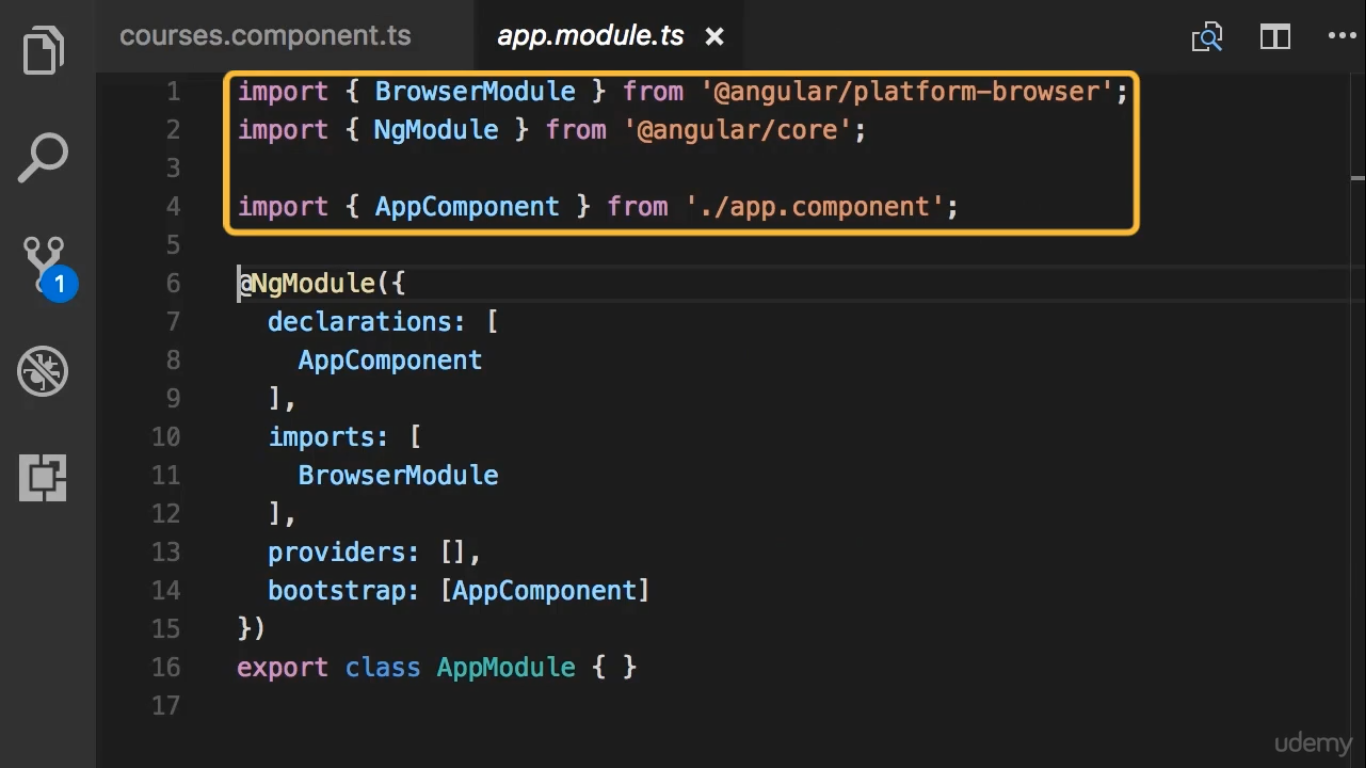 courses.component.ts
app.module.ts
1 import { BrowserModule } from '@angular/platform-browser';
2 import { NgModule } from '@angular/core';
3
4 import { AppComponent } from './app.component';
5
6 @NgModule({
7   declarations: [
8     AppComponent
9   ],
10   imports: [
11     BrowserModule
12   ],
13   providers: [],
14   bootstrap: [AppComponent]
15 })
16 export class AppModule { }
17
1
udemy